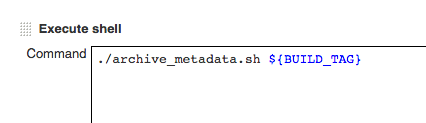 Execute shell
Command
./archive_metadata.sh ${BUILD_TAG}